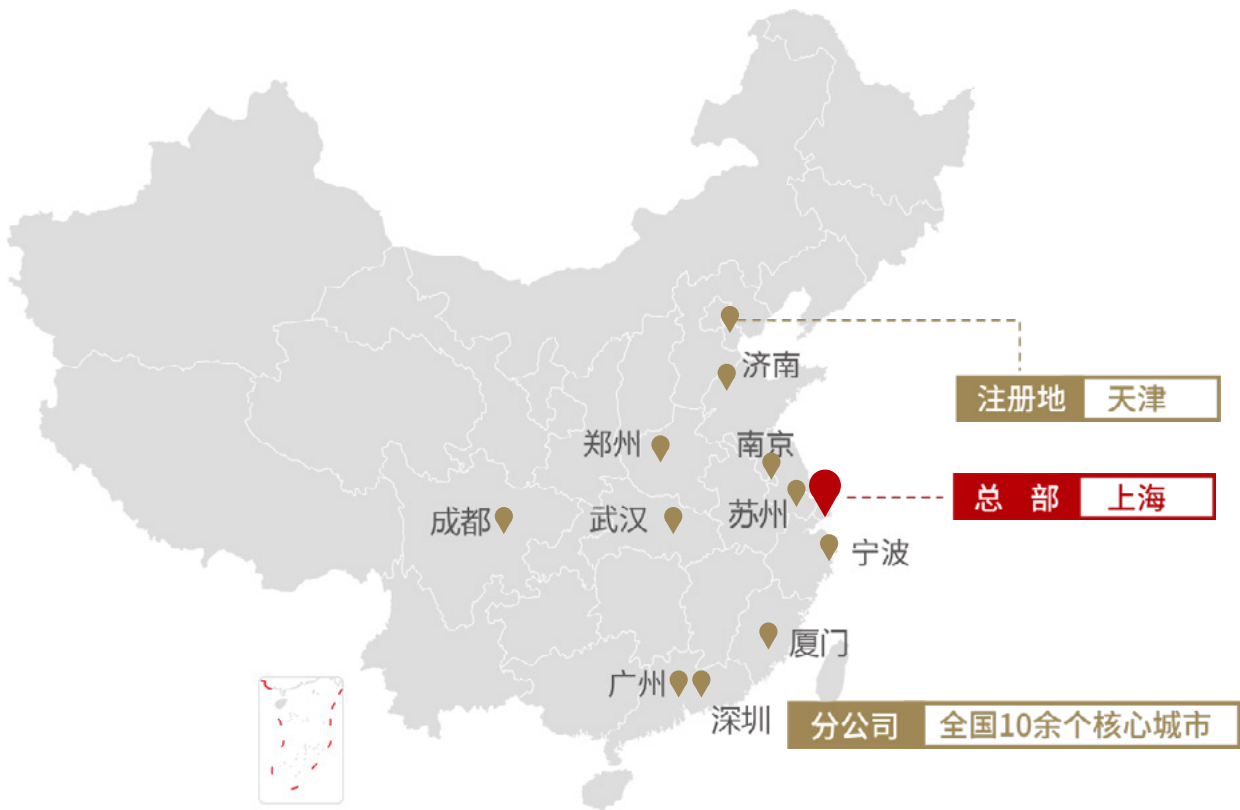 济南
注册地 天津
郑州
南京
总 部 上海
成都
武汉
苏州
宁波
厦门
广州
深圳
分公司 全国10余个核心城市